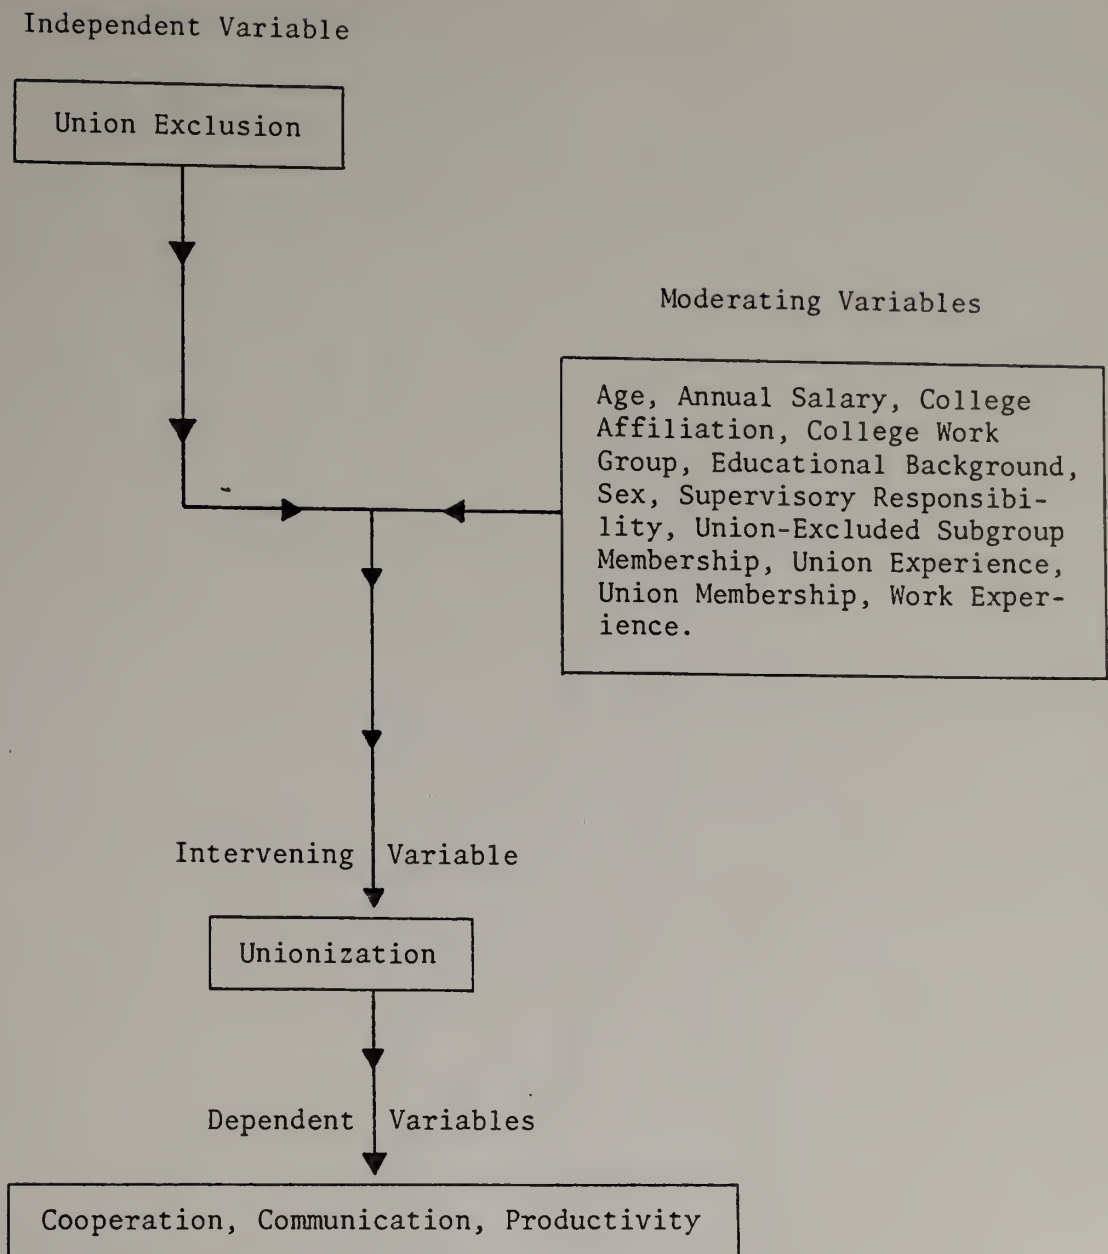 Independent Variable
Union Exclusion
Moderating Variables
Age, Annual Salary, College
Affiliation, College Work
Group, Educational Background,
Sex, Supervisory Responsibi-
lity, Union-Excluded Subgroup
Membership, Union Experience,
Union Membership, Work Exper-
ience.
Intervening Variable
Unionization
Dependent Variables
Cooperation, Communication, Productivity